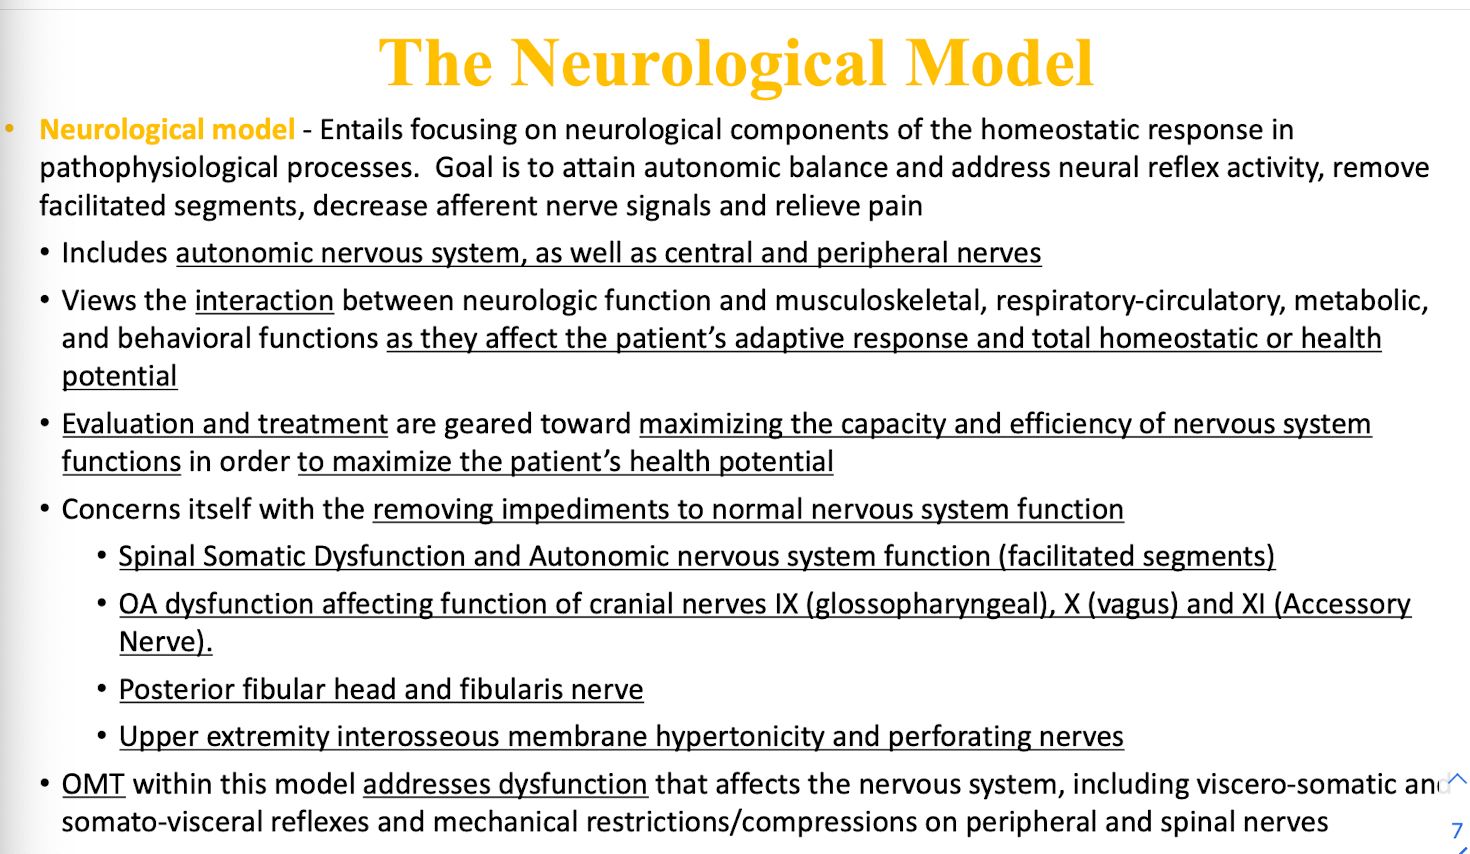 The Neurological Model
• Neurological model - Entails focusing on neurological components of the homeostatic response in
pathophysiological processes.  Goal is to attain autonomic balance and address neural reflex activity, remove
facilitated segments, decrease afferent nerve signals and relieve pain
• Includes autonomic nervous system, as well as central and peripheral nerves
• Views the interaction between neurologic function and musculoskeletal, respiratory-circulatory, metabolic,
and behavioral functions as they affect the patient’s adaptive response and total homeostatic or health
potential
• Evaluation and treatment are geared toward maximizing the capacity and efficiency of nervous system
functions in order to maximize the patient’s health potential
• Concerns itself with the removing impediments to normal nervous system function
• Spinal Somatic Dysfunction and Autonomic nervous system function (facilitated segments)
• OA dysfunction affecting function of cranial nerves IX (glossopharyngeal), X (vagus) and XI (Accessory
Nerve).
• Posterior fibular head and fibularis nerve
• Upper extremity interosseous membrane hypertonicity and perforating nerves
• OMT within this model addresses dysfunction that affects the nervous system, including viscero-somatic and
somato-visceral reflexes and mechanical restrictions/compressions on peripheral and spinal nerves
7